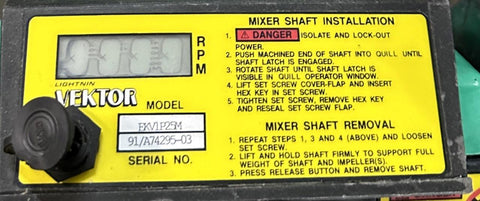 MIXER SHAFT INSTALLATION
1. ⚠ DANGER ISOLATE AND LOCK-OUT
POWER.
2. PUSH MACHINED END OF SHAFT INTO QUILL UNTIL
SHAFT LATCH IS ENGAGED.
3. ROTATE SHAFT UNTIL SHAFT LATCH IS
VISIBLE IN QUILL OPERATOR WINDOW.
4. LIFT SET SCREW COVER-FLAP AND INSERT
HEX KEY IN SET SCREW.
5. TIGHTEN SET SCREW, REMOVE HEX KEY
AND RESEAL SET SCREW FLAP.
MIXER SHAFT REMOVAL
1. REPEAT STEPS 1, 3 AND 4 (ABOVE) AND LOOSEN
SET SCREW.
2. LIFT AND HOLD SHAFT FIRMLY TO SUPPORT FULL
WEIGHT OF SHAFT AND IMPELLER(S).
3. PRESS RELEASE BUTTON AND REMOVE SHAFT.
RPM
LIGHTNIN
VEKTOR
MODEL
EKV1P25M
91/A74295-03
SERIAL NO.